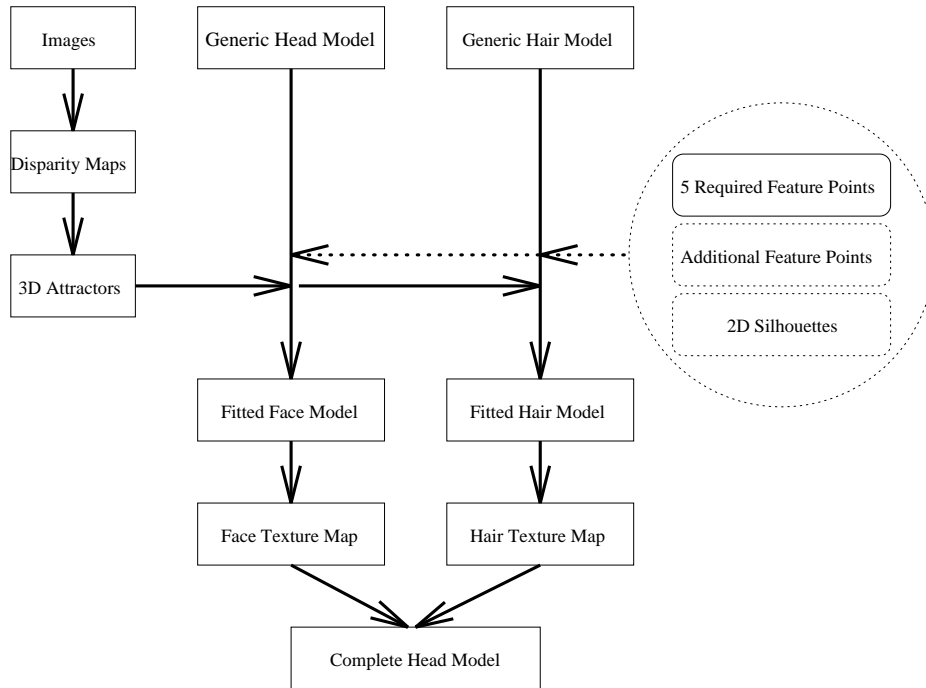 Images
Generic Head Model
Generic Hair Model
Disparity Maps
5 Required Feature Points
Additional Feature Points
3D Attractors
2D Silhouettes
Fitted Face Model
Fitted Hair Model
Face Texture Map
Hair Texture Map
Complete Head Model